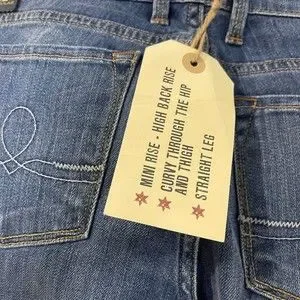 MINI RISE - HIGH BACK RISE
CURVY THROUGH THE HIP
AND THIGH
STRAIGHT LEG